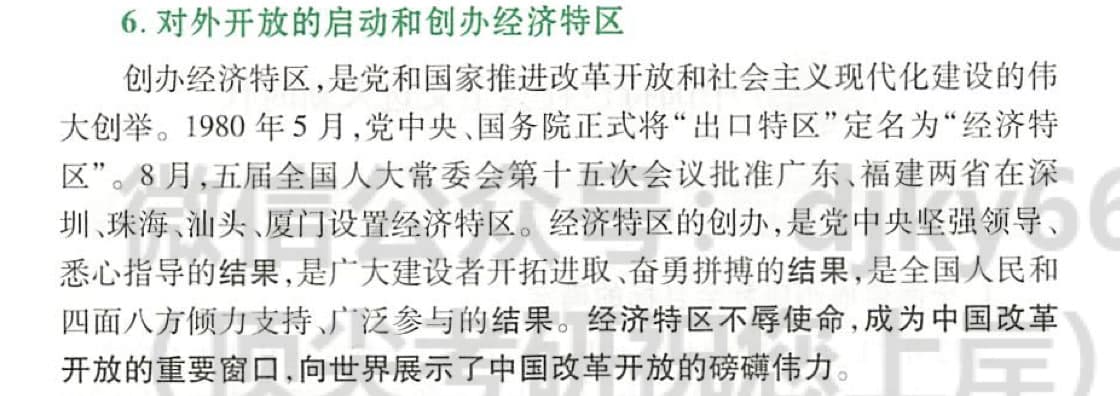 6. 对外开放的启动和创办经济特区
创办经济特区,是党和国家推进改革开放和社会主义现代化建设的伟
大创举。1980 年 5 月,党中央、国务院正式将“出口特区”定名为“经济特
区”。8 月,五届全国人大常委会第十五次会议批准广东、福建两省在深
圳、珠海、汕头、厦门设置经济特区。经济特区的创办,是党中央坚强领导、
悉心指导的结果,是广大建设者开拓进取、奋勇拼搏的结果,是全国人民和
四面八方倾力支持、广泛参与的结果。经济特区不辱使命,成为中国改革
开放的重要窗口,向世界展示了中国改革开放的磅礴伟力。
微信公众号:djky66